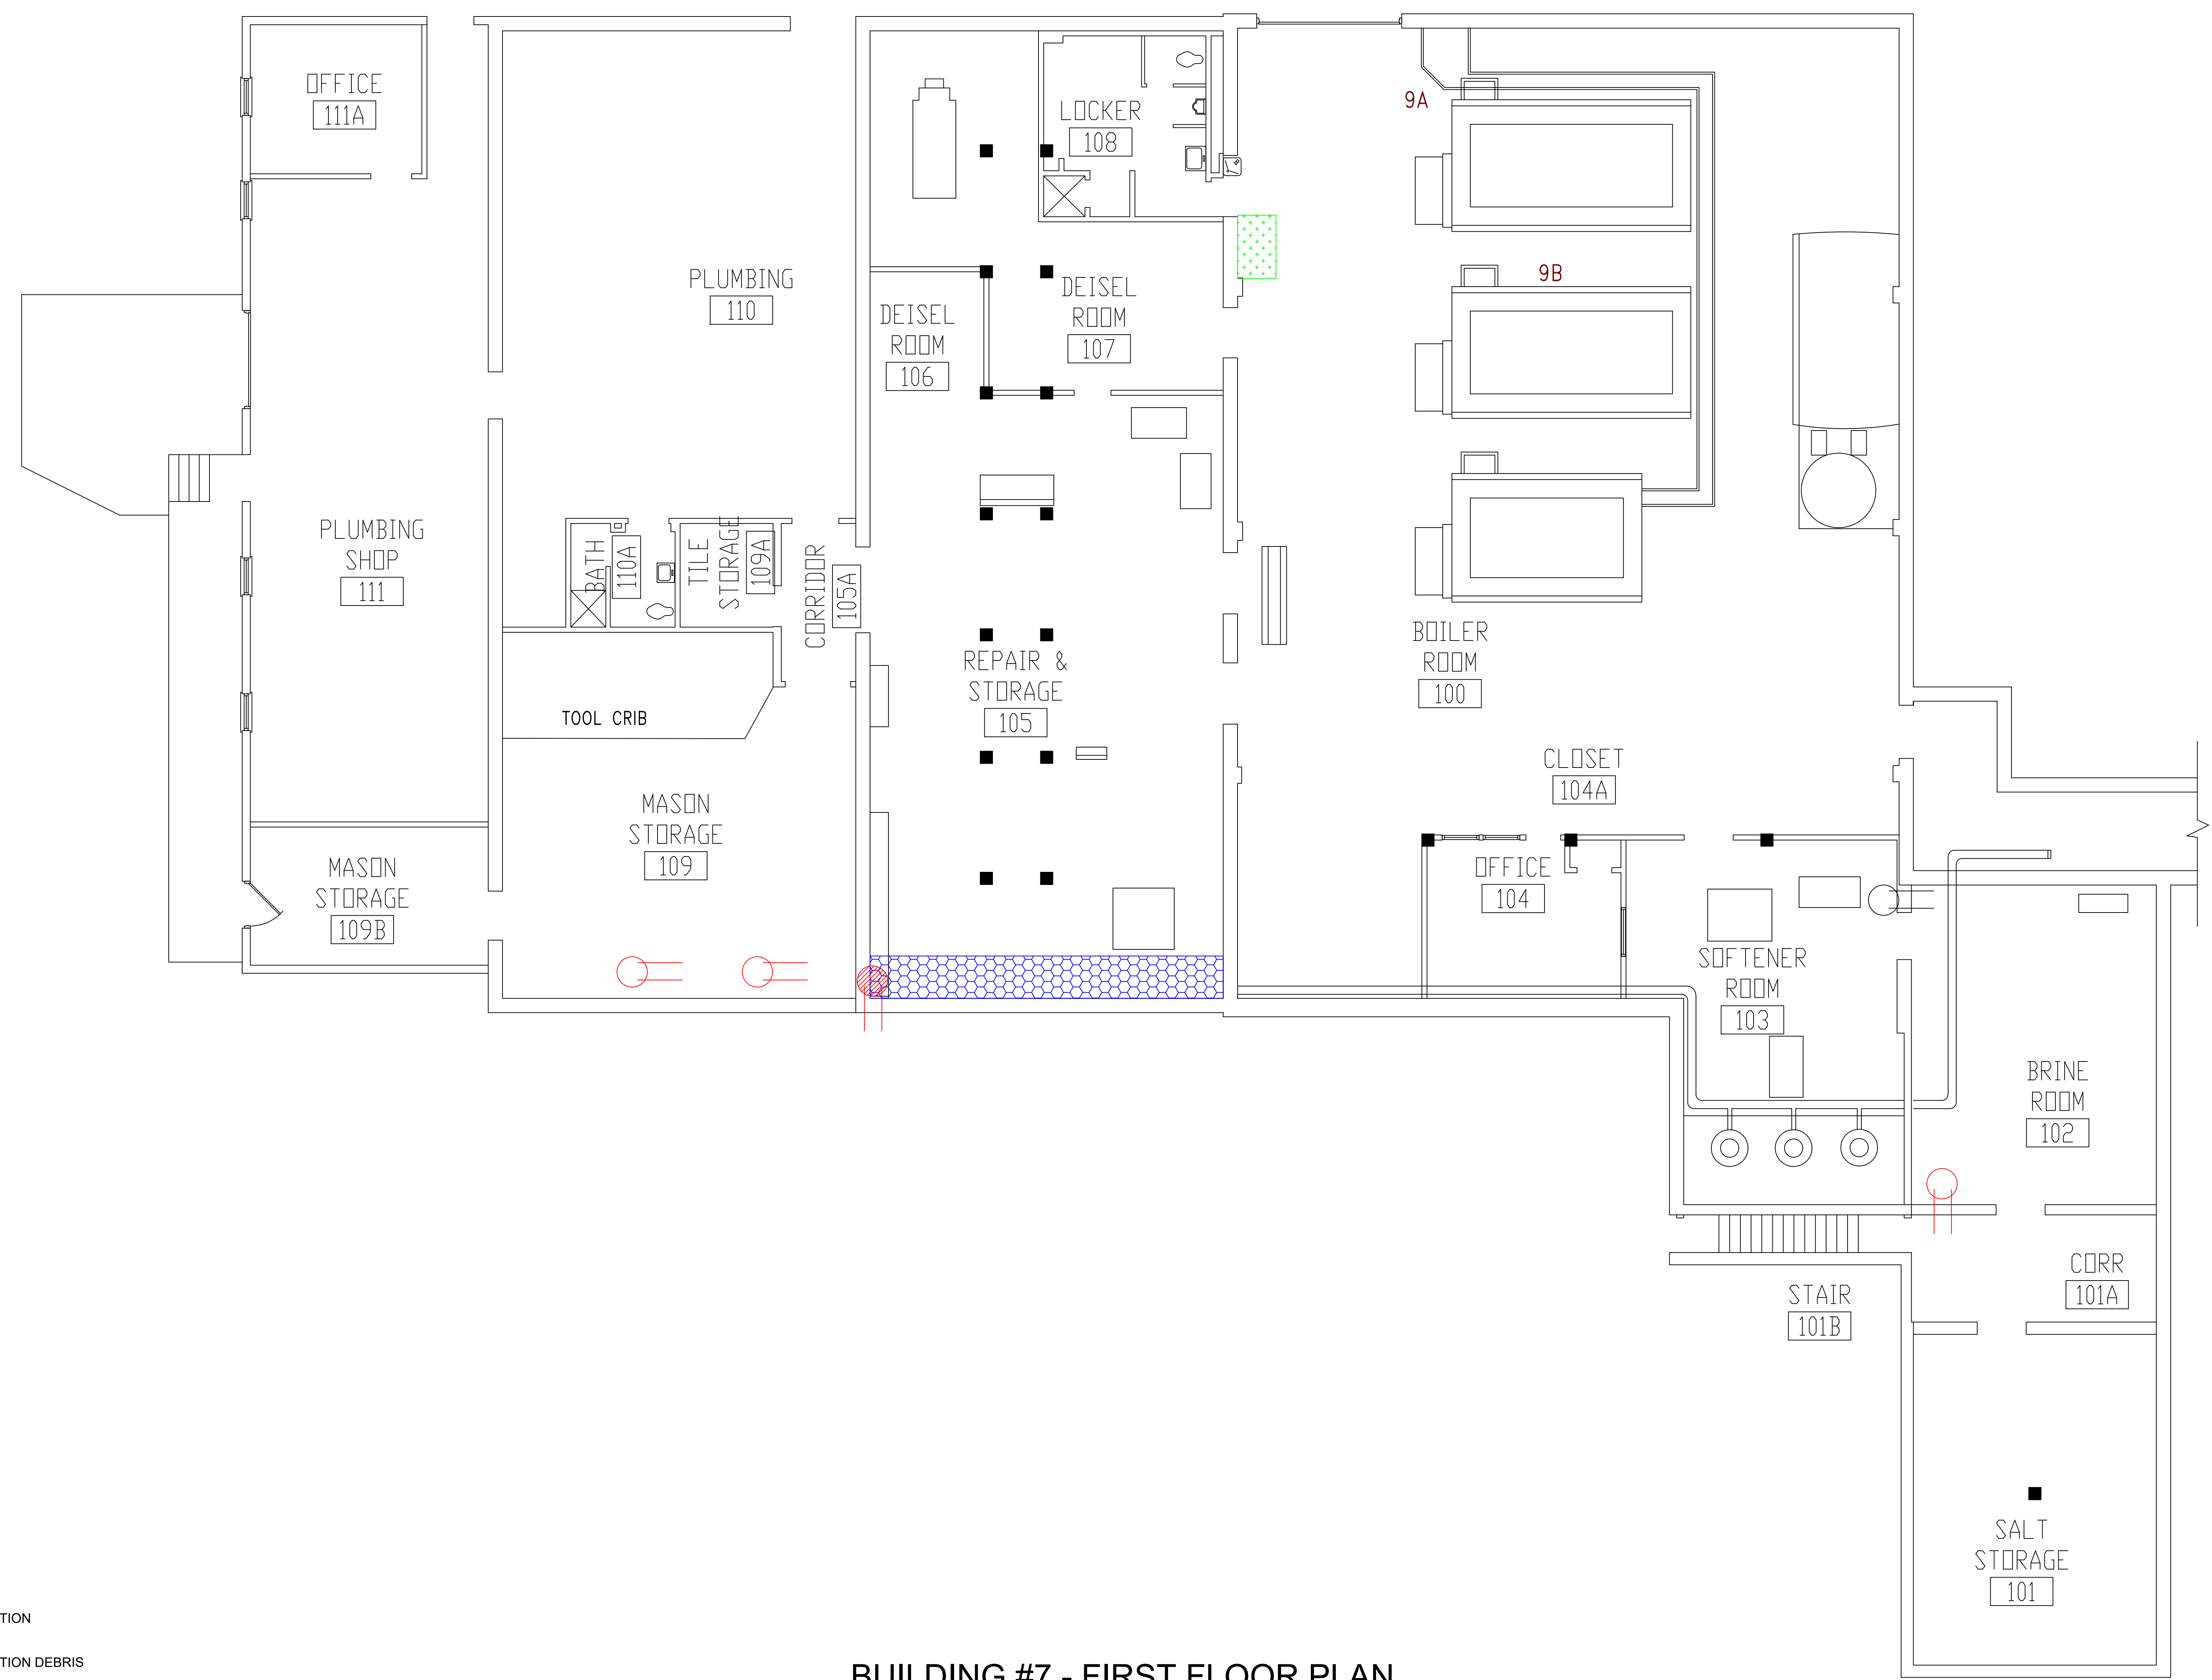 OFFICE
111A
PLUMBING
SHOP
111
MASON
STORAGE
109B
PLUMBING
110
BATH
110A
TILE
STORAGE
109A
CORRIDOR
105A
TOOL CRIB
MASON
STORAGE
109
LOCKER
108
DEISEL
ROOM
107
DEISEL
ROOM
106
REPAIR &
STORAGE
105
9A
9B
BOILER
ROOM
100
CLOSET
104A
OFFICE
104
SOFTENER
ROOM
103
BRINE
ROOM
102
CORR
101A
STAIR
101B
SALT
STORAGE
101
TION
TION DEBRIS
BUILDING #7 - FIRST FLOOR PLAN